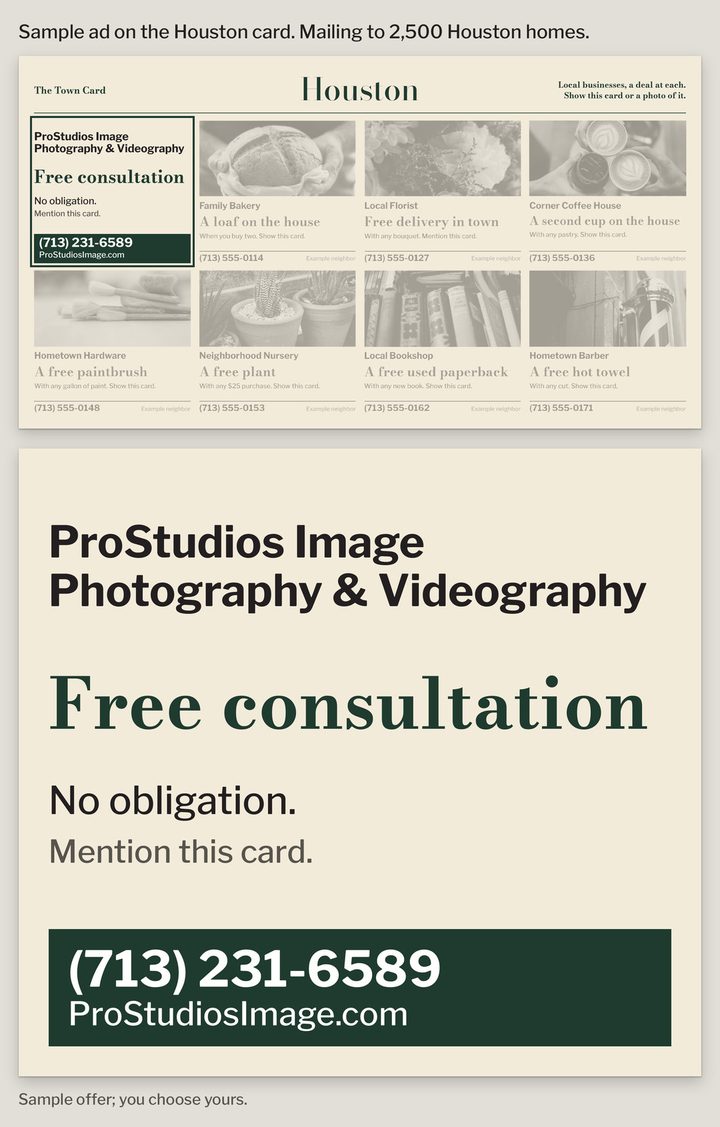 Sample ad on the Houston card. Mailing to 2,500 Houston homes.
The Town Card
Houston
Local businesses, a deal at each.
Show this card or a photo of it.
ProStudios Image
Photography & Videography
Free consultation
No obligation.
Mention this card.
(713) 231-6589
ProStudiosImage.com
Family Bakery
A loaf on the house
When you buy two. Show this card.
(713) 555-0114
Example neighbor
Local Florist
Free delivery in town
With any bouquet. Mention this card.
(713) 555-0127
Example neighbor
Corner Coffee House
A second cup on the house
With any pastry. Show this card.
(713) 555-0136
Example neighbor
Hometown Hardware
A free paintbrush
With any gallon of paint. Show this card.
(713) 555-0148
Example neighbor
Neighborhood Nursery
A free plant
With any $25 purchase. Show this card.
(713) 555-0153
Example neighbor
Local Bookshop
A free used paperback
With any new book. Show this card.
(713) 555-0162
Example neighbor
Hometown Barber
A free hot towel
With any cut. Show this card.
(713) 555-0171
Example neighbor
ProStudios Image
Photography & Videography
Free consultation
No obligation.
Mention this card.
(713) 231-6589
ProStudiosImage.com
Sample offer; you choose yours.